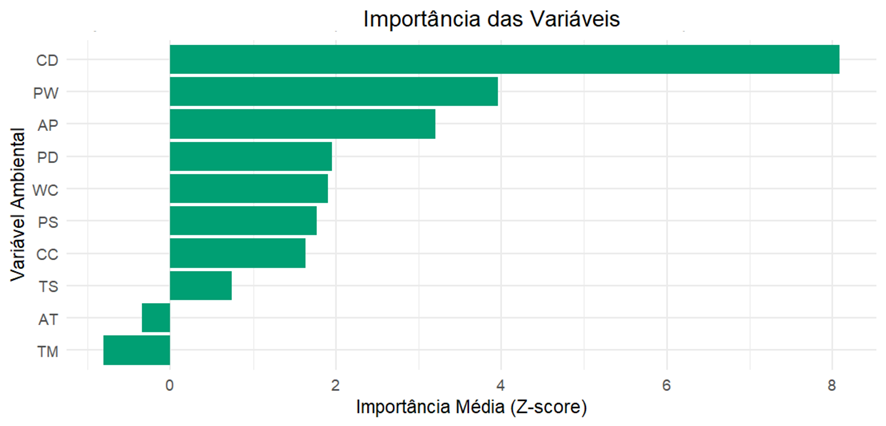 Importância das Variáveis
Variável Ambiental
CD
PW
AP
PD
WC
PS
CC
TS
AT
TM
0 2 4 6 8
Importância Média (Z-score)